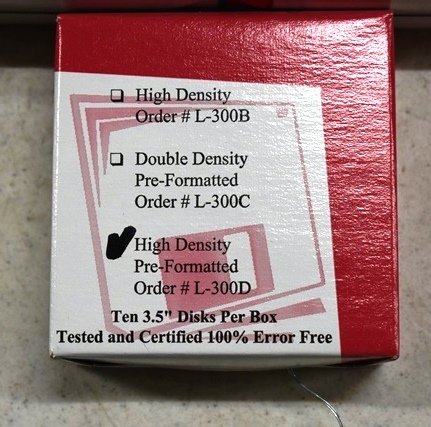 ❑ High Density
Order # L-300B
❑ Double Density
Pre-Formatted
Order # L-300C
✔ High Density
Pre-Formatted
Order # L-300D
Ten 3.5" Disks Per Box
Tested and Certified 100% Error Free